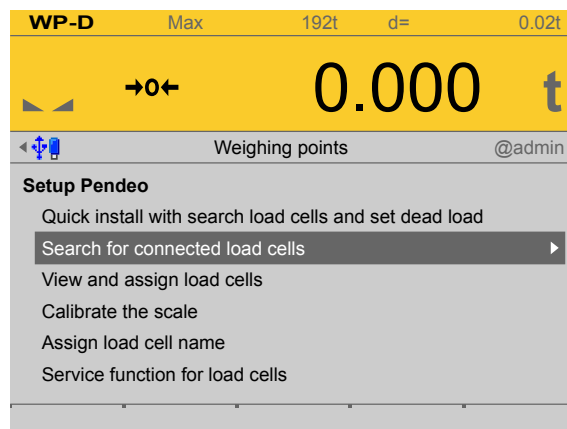 WP-D Max 192t d= 0.02t
→0← 0.000 t
Weighing points @admin
Setup Pendeo
Quick install with search load cells and set dead load
Search for connected load cells
View and assign load cells
Calibrate the scale
Assign load cell name
Service function for load cells